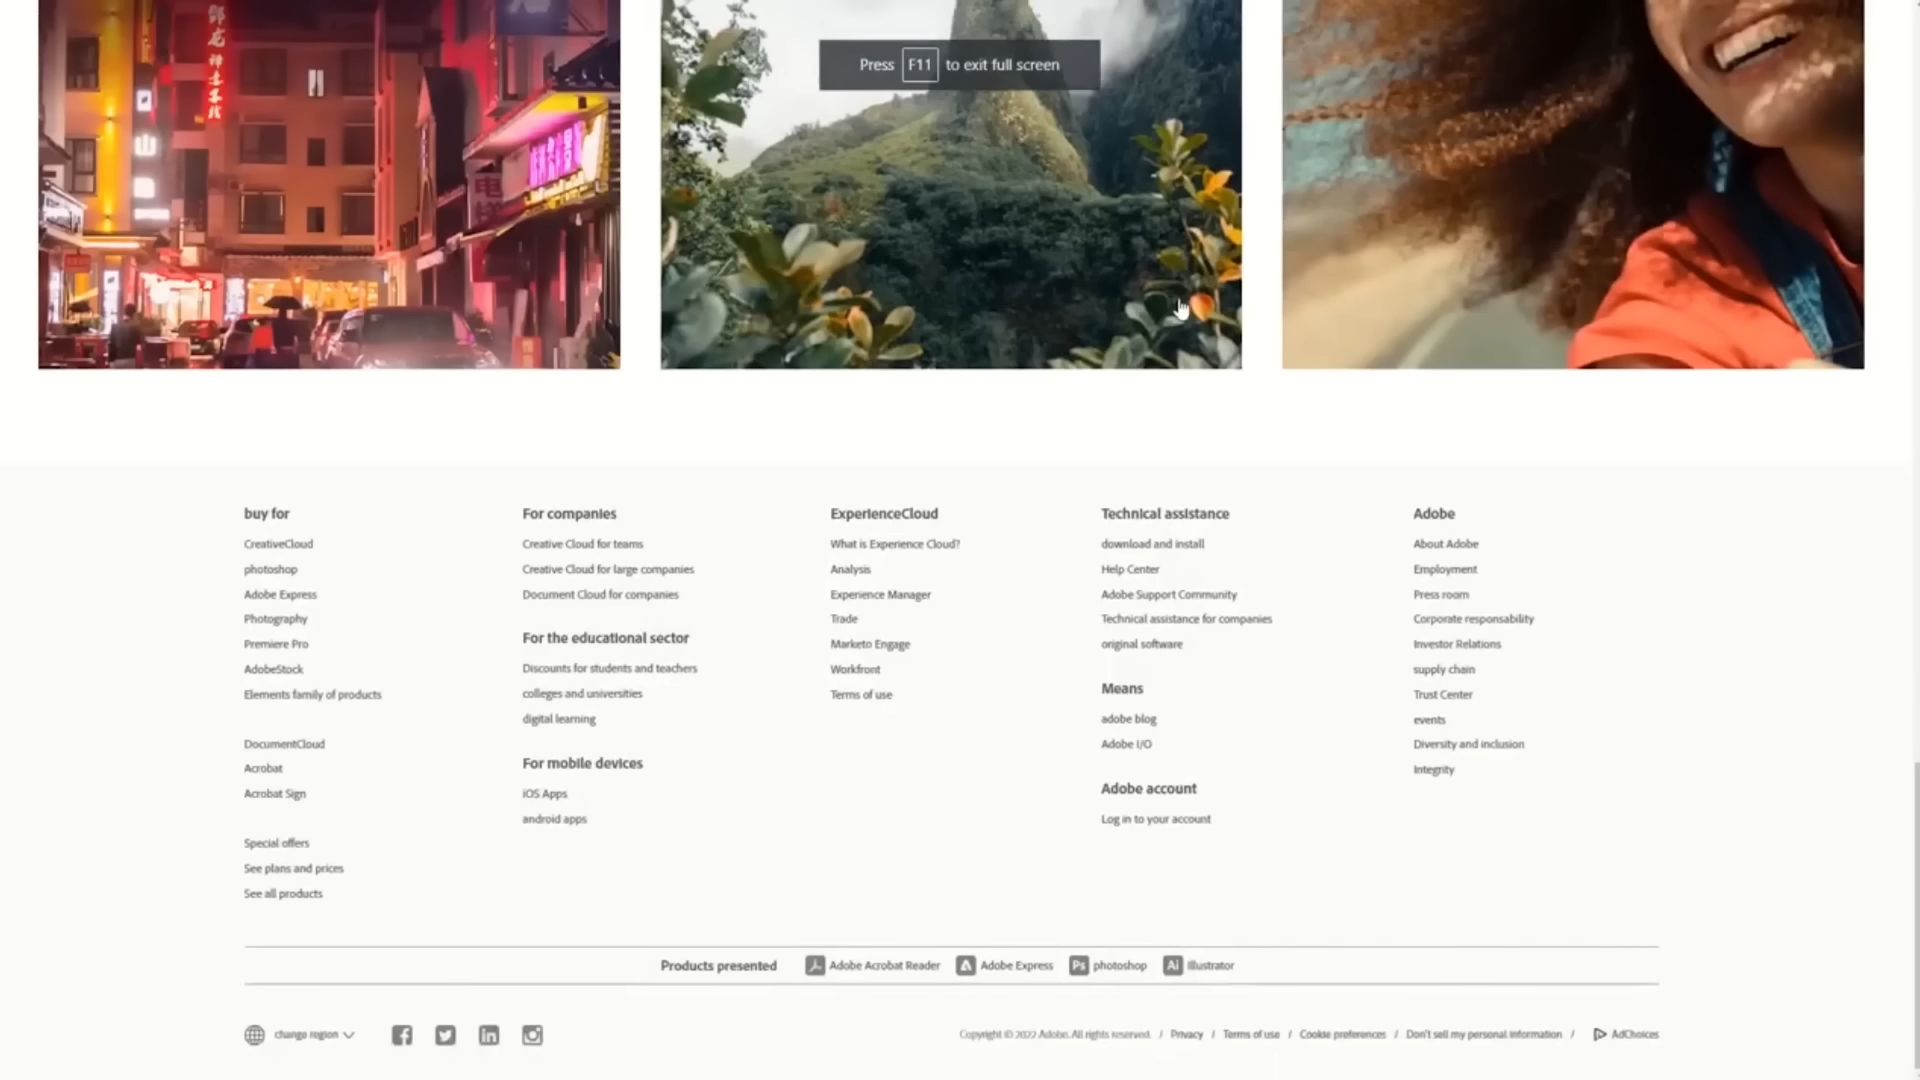 Press F11 to exit full screen
buy for
CreativeCloud
photoshop
Adobe Express
Photography
Premiere Pro
AdobeStock
Elements family of products
DocumentCloud
Acrobat
Acrobat Sign
Special offers
See plans and prices
See all products
For companies
Creative Cloud for teams
Creative Cloud for large companies
Document Cloud for companies
For the educational sector
Discounts for students and teachers
colleges and universities
digital learning
For mobile devices
iOS Apps
android apps
ExperienceCloud
What is Experience Cloud?
Analysis
Experience Manager
Trade
Marketo Engage
Workfront
Terms of use
Technical assistance
download and install
Help Center
Adobe Support Community
Technical assistance for companies
original software
Means
adobe blog
Adobe I/O
Adobe account
Log in to your account
Adobe
About Adobe
Employment
Press room
Corporate responsibility
Investor Relations
supply chain
Trust Center
events
Diversity and inclusion
Integrity
Products presented Adobe Acrobat Reader Adobe Express Ps photoshop Ai Illustrator
change region
Copyright © 2022 Adobe. All rights reserved. / Privacy / Terms of use / Cookie preferences / Don't sell my personal information / AdChoices